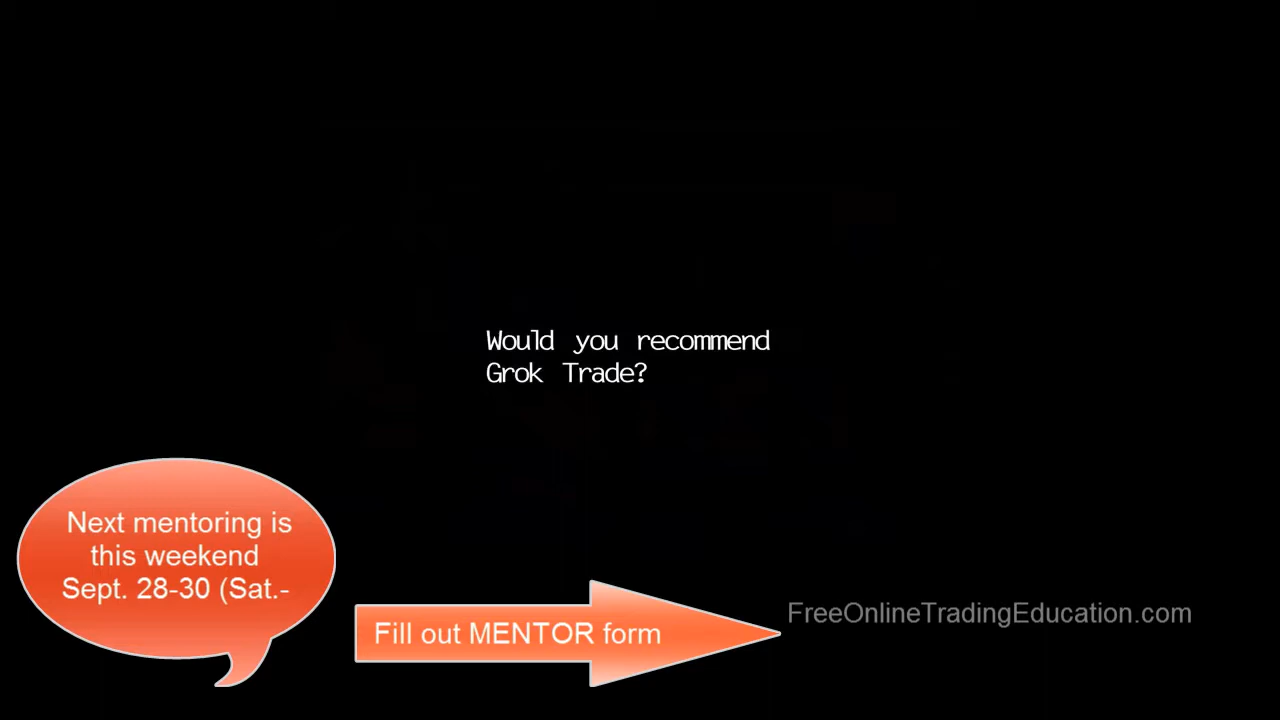 Would you recommend
Grok Trade?
Next mentoring is
this weekend
Sept. 28-30 (Sat.-
Fill out MENTOR form
FreeOnlineTradingEducation.com